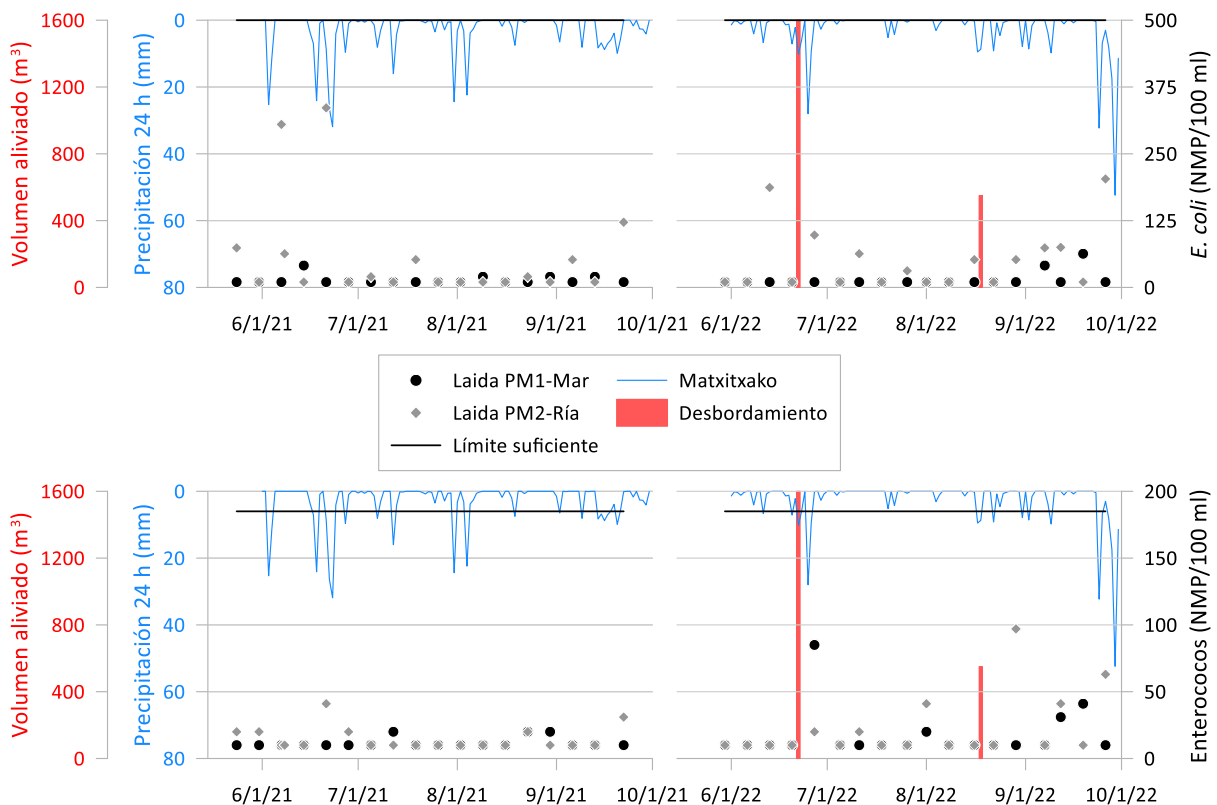 Volumen aliviado (m³)
Precipitación 24 h (mm)
E. coli (NMP/100 ml)
1600 0 500
1200 20 375
800 40 250
400 60 125
0 80 0
6/1/21 7/1/21 8/1/21 9/1/21 10/1/21 6/1/22 7/1/22 8/1/22 9/1/22 10/1/22
Laida PM1-Mar Matxitxako
Laida PM2-Ría Desbordamiento
Límite suficiente
Volumen aliviado (m³)
Precipitación 24 h (mm)
Enterococos (NMP/100 ml)
1600 0 200
1200 20 150
800 40 100
400 60 50
0 80 0
6/1/21 7/1/21 8/1/21 9/1/21 10/1/21 6/1/22 7/1/22 8/1/22 9/1/22 10/1/22